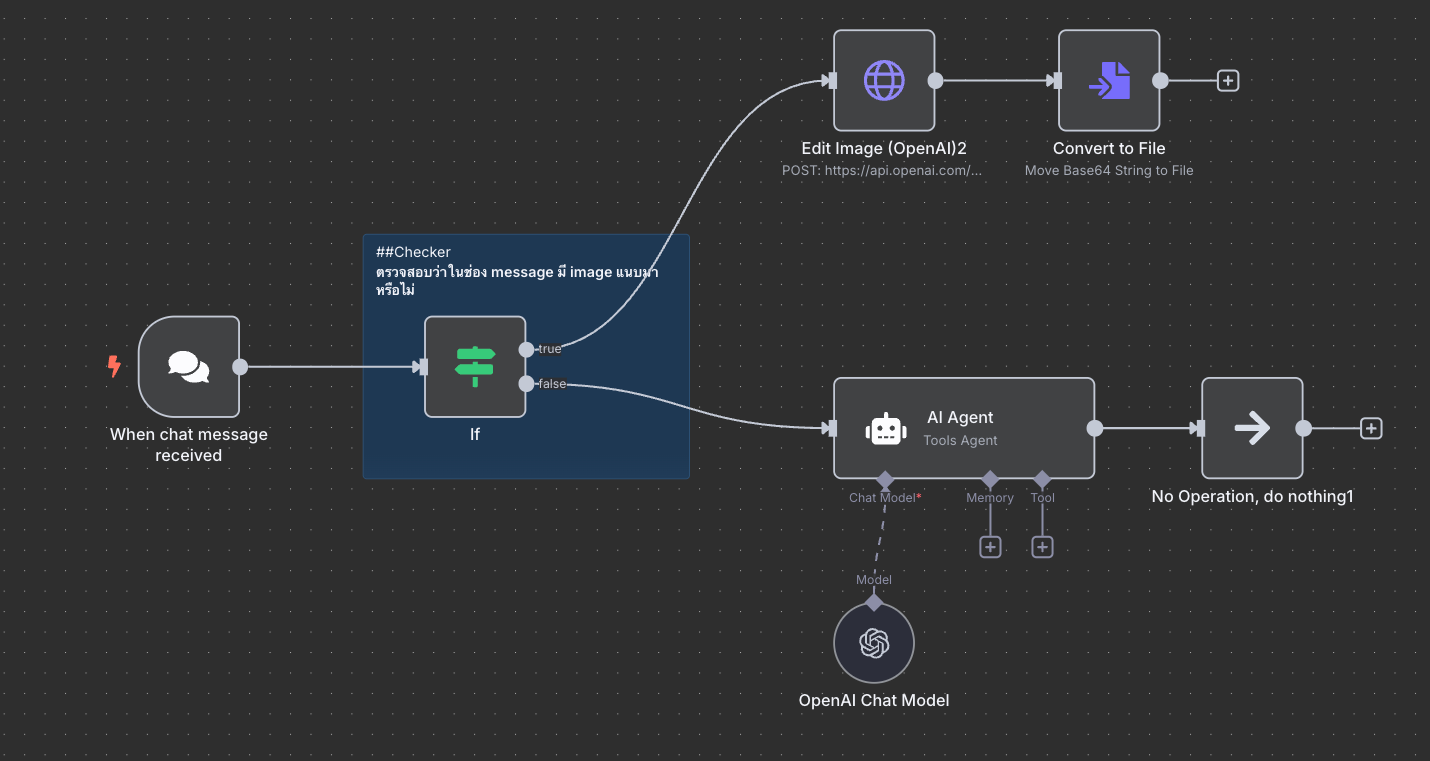 Edit Image (OpenAI)2
POST: https://api.openai.com/...
Convert to File
Move Base64 String to File
##Checker
ตรวจสอบว่าในช่อง message มี image แนบมา
หรือไม่
true
false
When chat message
received
If
AI Agent
Tools Agent
Chat Model*
Memory
Tool
No Operation, do nothing1
Model
OpenAI Chat Model